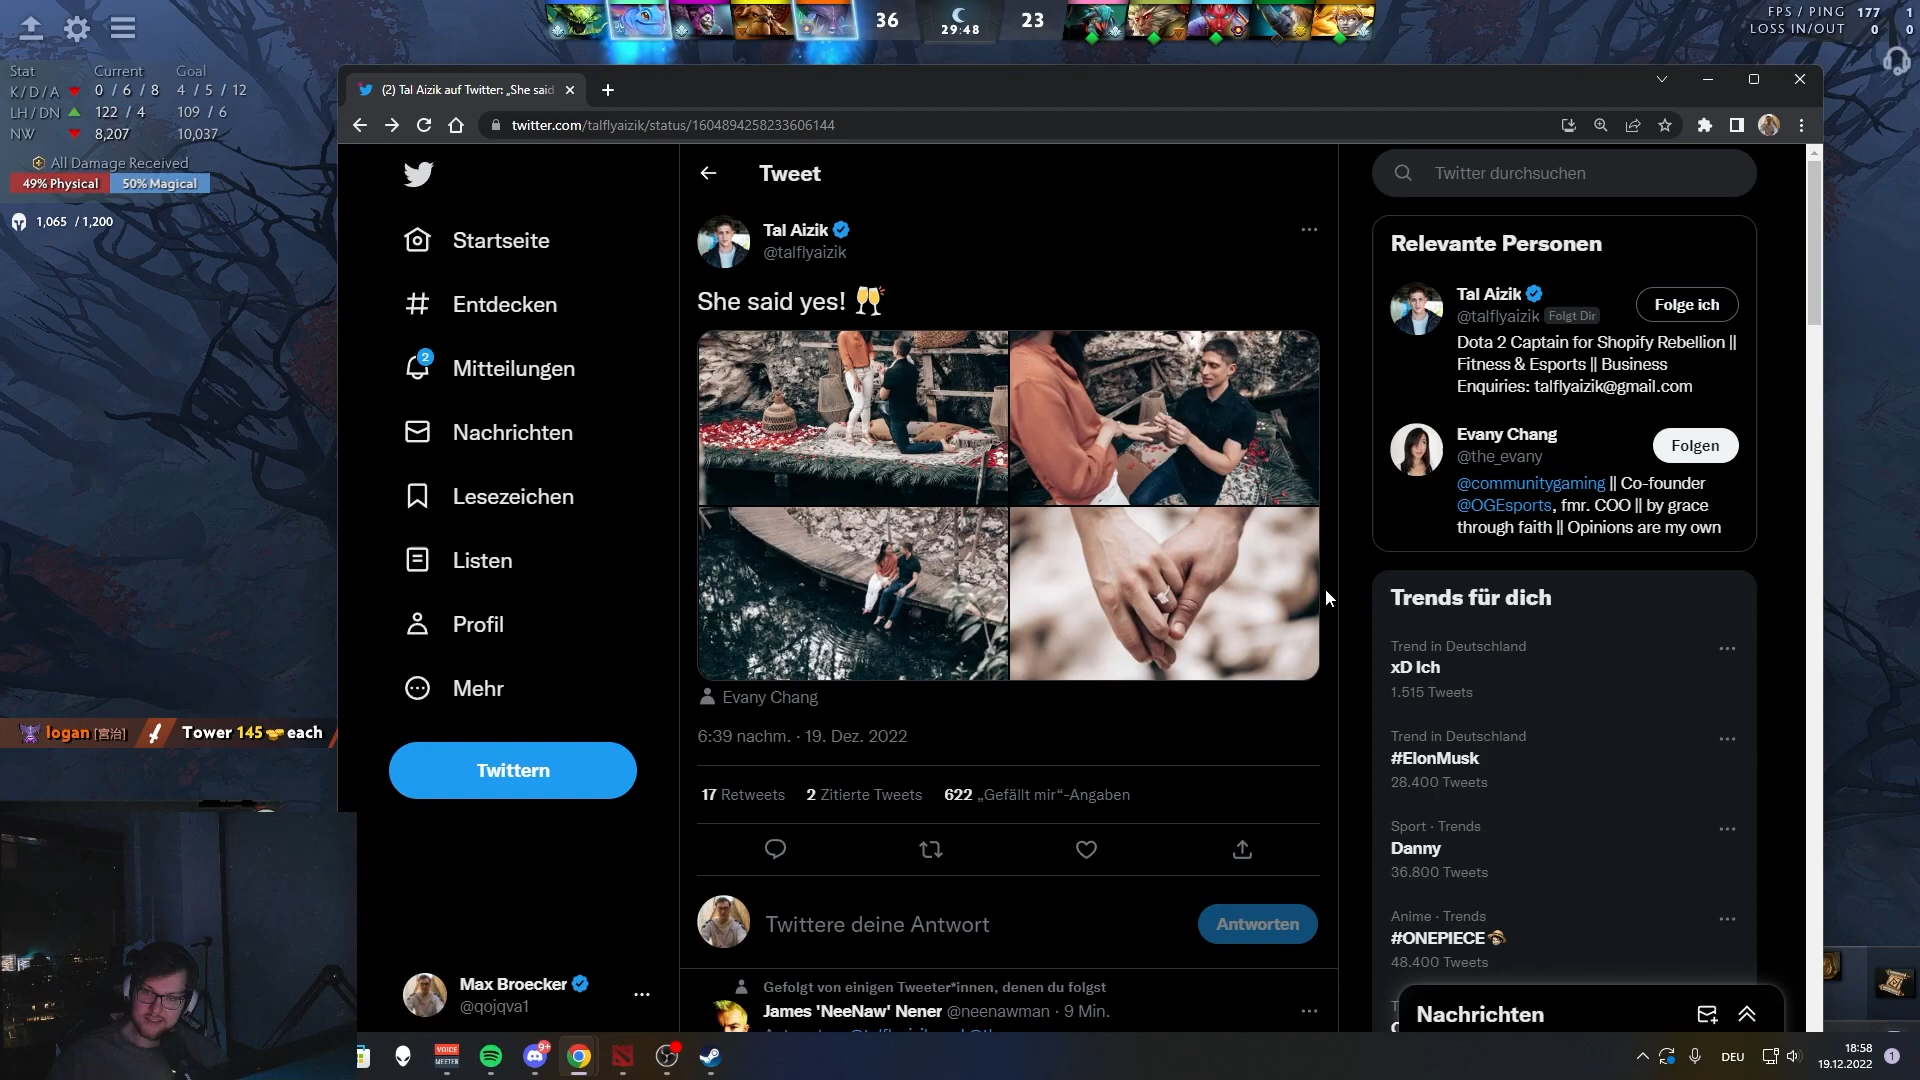 36
29:48
23
FPS / PING 177 1
LOSS IN/OUT 0 0
Stat Current Goal
K / D / A 0 / 6 / 8 4 / 5 / 12
LH / DN 122 / 4 109 / 6
NW 8,207 10,037
All Damage Received
49% Physical 50% Magical
1,065 / 1,200
(2) Tal Aizik auf Twitter: „She said
twitter.com/talflyaizik/status/1604894258233606144
Startseite
Entdecken
2
Mitteilungen
Nachrichten
Lesezeichen
Listen
Profil
Mehr
Twittern
Max Broecker
@qojqva1
Tweet
Tal Aizik
@talflyaizik
She said yes! 🥂
Evany Chang
6:39 nachm. · 19. Dez. 2022
17 Retweets 2 Zitierte Tweets 622 „Gefällt mir“-Angaben
Twittere deine Antwort
Antworten
Gefolgt von einigen Tweeter*innen, denen du folgst
James 'NeeNaw' Nener @neenawman · 9 Min.
Twitter durchsuchen
Relevante Personen
Tal Aizik
@talflyaizik Folgt Dir
Folge ich
Dota 2 Captain for Shopify Rebellion ||
Fitness & Esports || Business
Enquiries: talflyaizik@gmail.com
Evany Chang
@the_evany
Folgen
@communitygaming || Co-founder
@OGEsports, fmr. COO || by grace
through faith || Opinions are my own
Trends für dich
Trend in Deutschland
xD Ich
1.515 Tweets
Trend in Deutschland
#ElonMusk
28.400 Tweets
Sport · Trends
Danny
36.800 Tweets
Anime · Trends
#ONEPIECE
48.400 Tweets
Nachrichten
logan [宮治] Tower 145 each
VOICE
MEETER
9+
DEU
18:58
19.12.2022
1